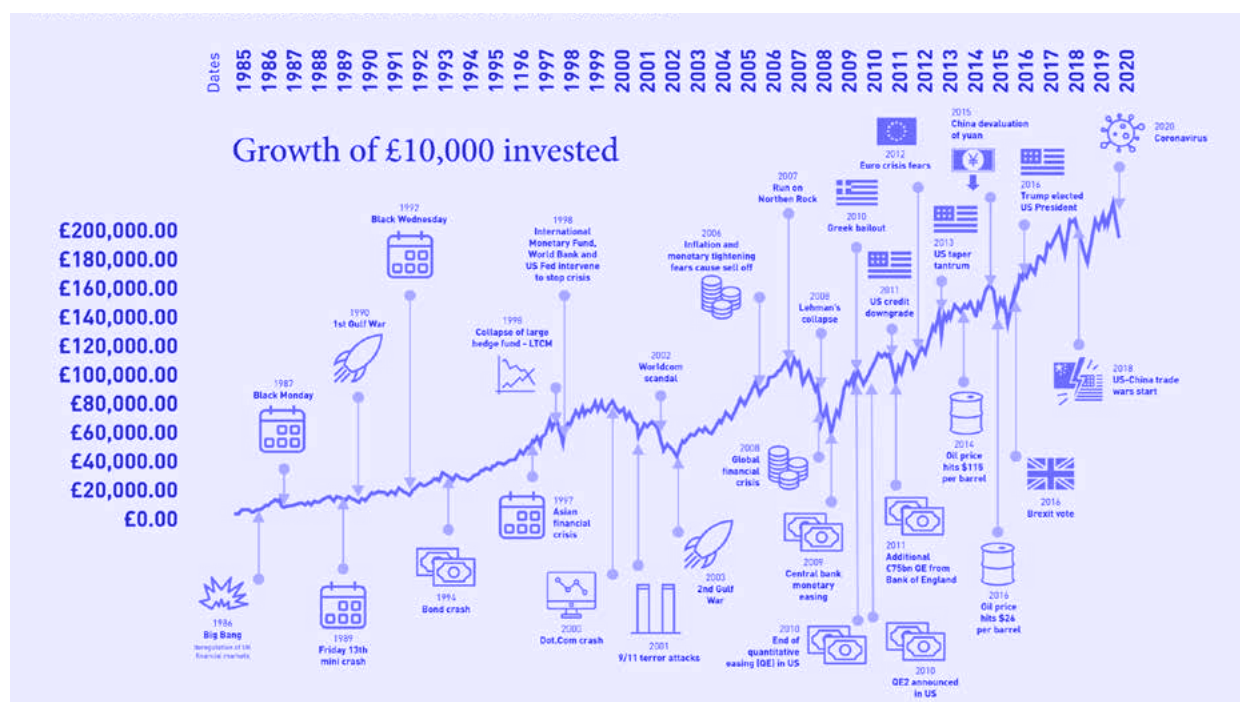 Dates
1985
1986
1987
1988
1989
1990
1991
1992
1993
1994
1995
1196
1997
1998
1999
2000
2001
2002
2003
2004
2005
2006
2007
2008
2009
2010
2011
2012
2013
2014
2015
2016
2017
2018
2019
2020
Growth of £10,000 invested
£200,000.00
£180,000.00
£160,000.00
£140,000.00
£120,000.00
£100,000.00
£80,000.00
£60,000.00
£40,000.00
£20,000.00
£0.00
1986
Big Bang
financial markets
1987
Black Monday
1989
Friday 13th
mini crash
1990
1st Gulf War
1992
Black Wednesday
1994
Bond crash
1998
Collapse of large
hedge fund - LTCM
1997
Asian
financial
crisis
1998
International
Monetary Fund,
World Bank and
US Fed intervene
to stop crisis
2000
Dot.Com crash
2001
9/11 terror attacks
2002
Worldcom
scandal
2003
2nd Gulf
War
2006
Inflation and
monetary tightening
fears cause sell off
2007
Run on
Northen Rock
2008
Global
financial
crisis
2008
Lehman's
collapse
2009
Central bank
monetary
easing
2010
End of
quantitative
easing (QE) in US
2010
Greek bailout
2010
QE2 announced
in US
2011
US credit
downgrade
2011
Additional
£75bn QE from
Bank of England
2012
Euro crisis fears
2013
US taper
tantrum
2014
Oil price
hits $115
per barrel
2015
China devaluation
of yuan
2016
Oil price
hits $26
per barrel
2016
Trump elected
US President
2016
Brexit vote
2018
US-China trade
wars start
2020
Coronavirus